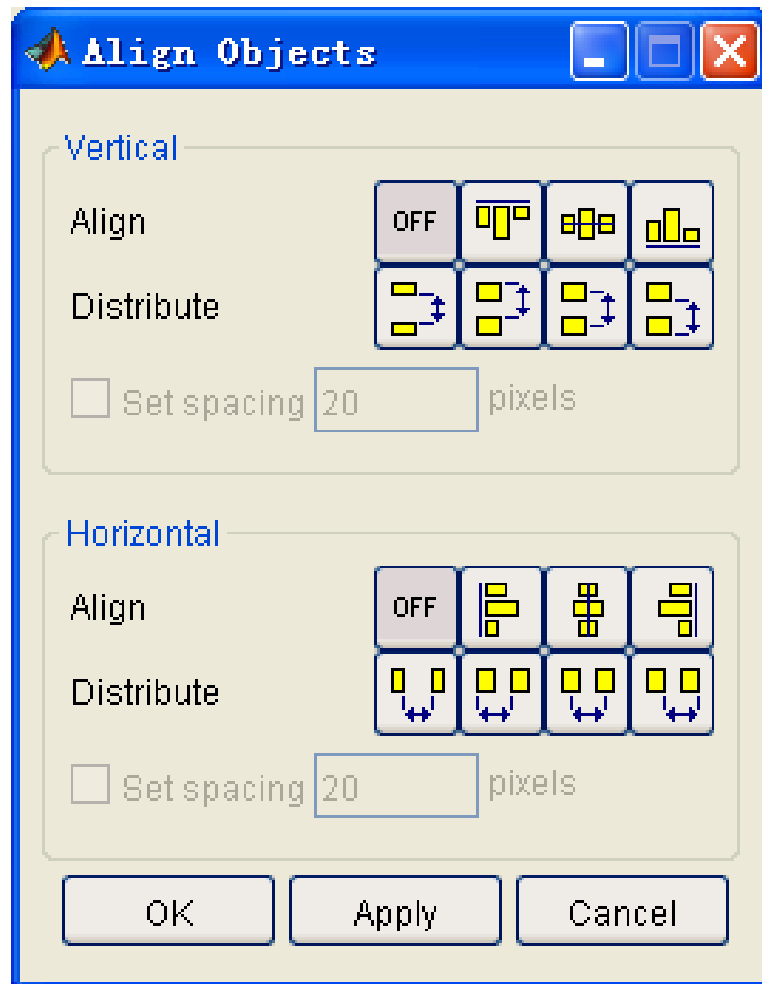 Align Objects
Vertical
Align OFF
Distribute
Set spacing 20 pixels
Horizontal
Align OFF
Distribute
Set spacing 20 pixels
OK Apply Cancel